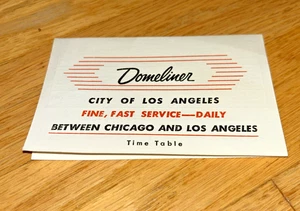 Domeliner
CITY OF LOS ANGELES
FINE, FAST SERVICE—DAILY
BETWEEN CHICAGO AND LOS ANGELES
Time Table